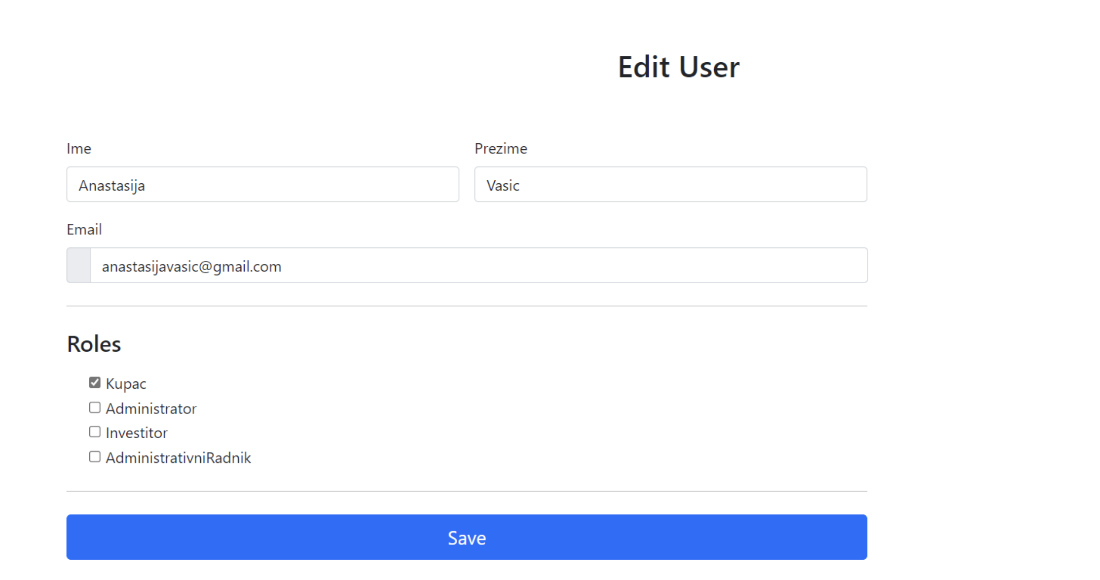 Edit User
Ime
Prezime
Anastasija
Vasic
Email
anastasijavasic@gmail.com
Roles
Kupac
Administrator
Investitor
AdministrativniRadnik
Save